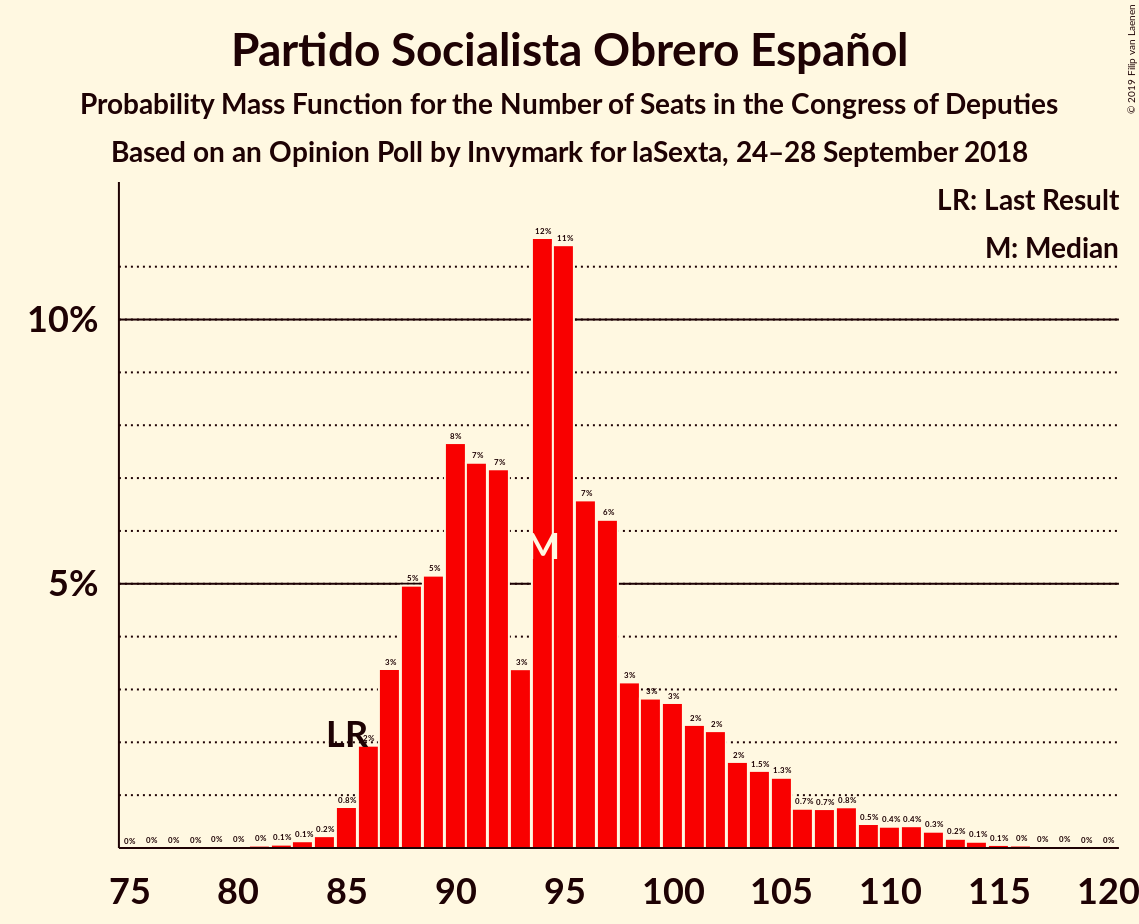 Partido Socialista Obrero Español
Probability Mass Function for the Number of Seats in the Congress of Deputies
Based on an Opinion Poll by Invymark for laSexta, 24–28 September 2018
© 2019 Filip van Laenen
LR: Last Result
M: Median
10%
5%
0% 0% 0% 0% 0% 0% 0% 0.1% 0.1% 0.2% 0.8% 2% 3% 5% 5% 8% 7% 7% 3% 12% 11% 7% 6% 3% 3% 3% 2% 2% 2% 1.5% 1.3% 0.7% 0.7% 0.8% 0.5% 0.4% 0.4% 0.3% 0.2% 0.1% 0.1% 0% 0% 0% 0% 0%
LR
M
75 80 85 90 95 100 105 110 115 120